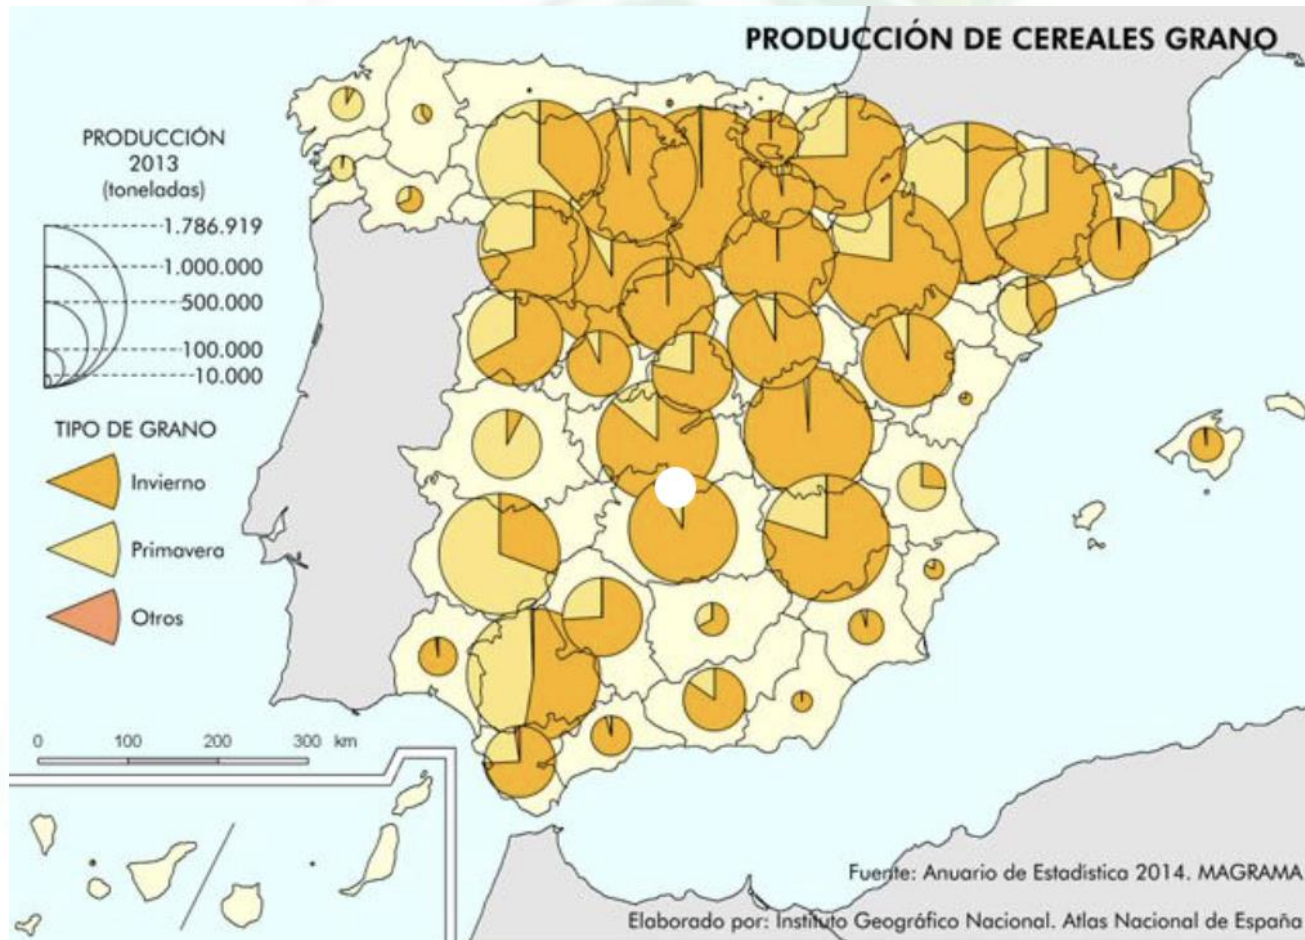 PRODUCCIÓN DE CEREALES GRANO
PRODUCCIÓN
2013
(toneladas)
1.786.919
1.000.000
500.000
100.000
10.000
TIPO DE GRANO
Invierno
Primavera
Otros
0 100 200 300 km
Fuente: Anuario de Estadística 2014. MAGRAMA
Elaborado por: Instituto Geográfico Nacional. Atlas Nacional de España